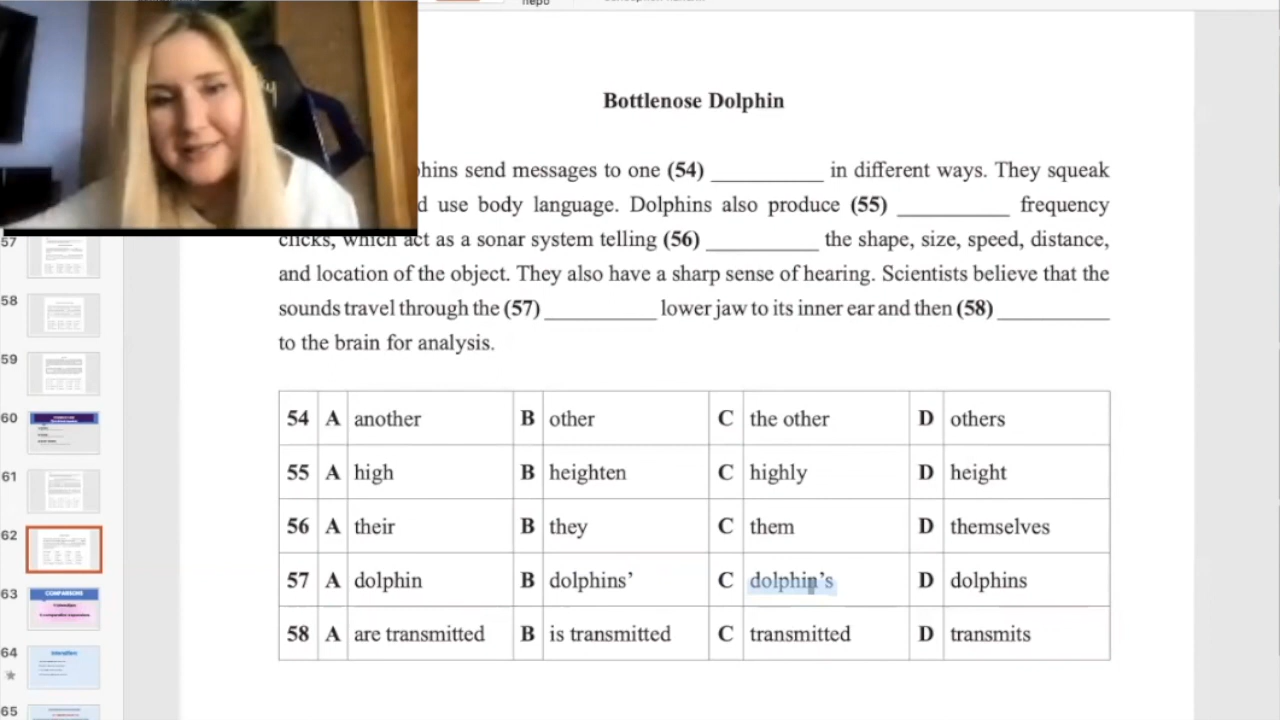 перо
Bottlenose Dolphin
phins send messages to one (54) __________ in different ways. They squeak
d use body language. Dolphins also produce (55) __________ frequency
clicks, which act as a sonar system telling (56) __________ the shape, size, speed, distance,
and location of the object. They also have a sharp sense of hearing. Scientists believe that the
sounds travel through the (57) __________ lower jaw to its inner ear and then (58) __________
to the brain for analysis.
54 A another B other C the other D others
55 A high B heighten C highly D height
56 A their B they C them D themselves
57 A dolphin B dolphins’ C dolphin’s D dolphins
58 A are transmitted B is transmitted C transmitted D transmits
57
58
59
60
61
62
63
COMPARISONS
64
65